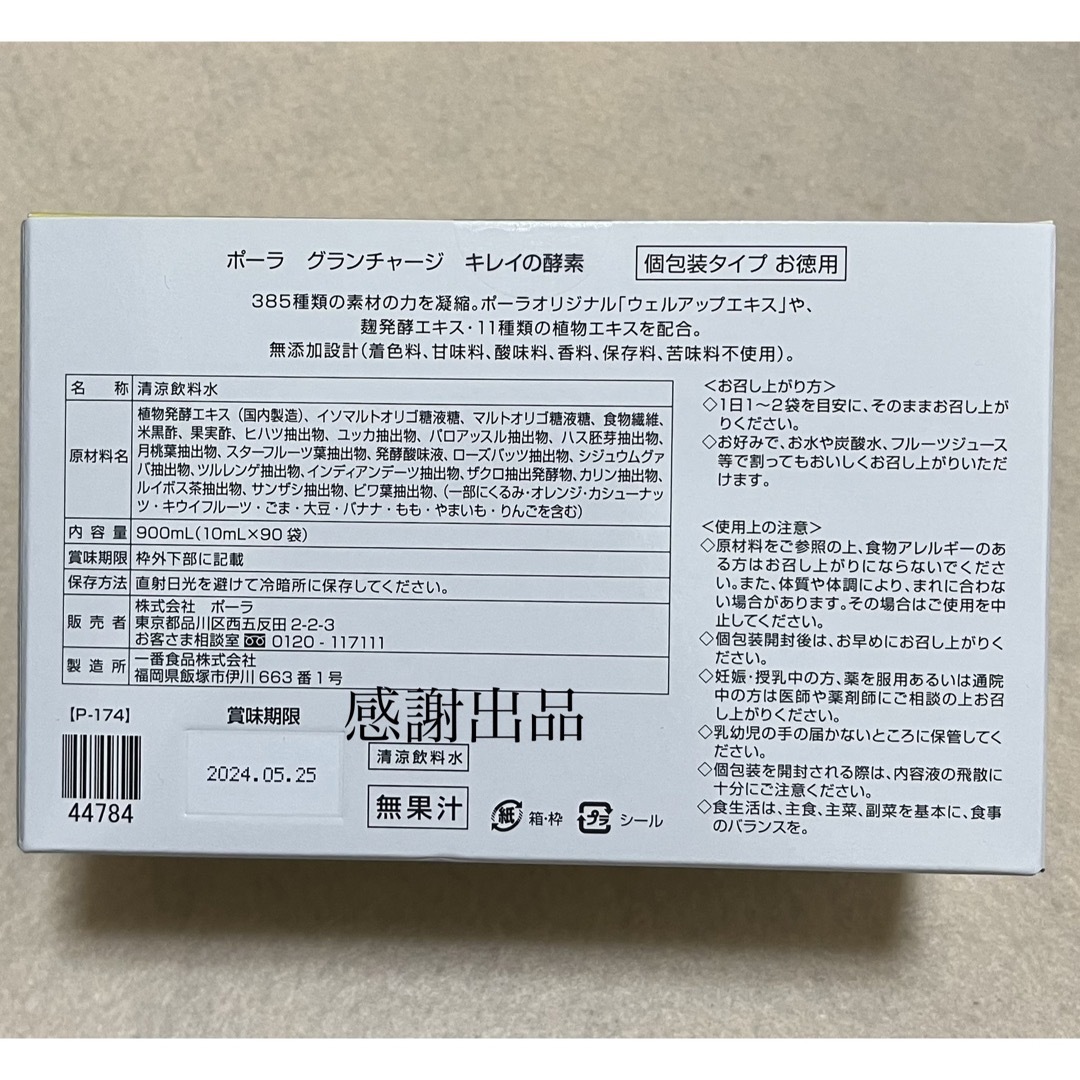 ポーラ グランチャージ キレイの酵素 個包装タイプ お徳用
385種類の素材の力を凝縮。ポーラオリジナル「ウェルアップエキス」や、
麹発酵エキス・11種類の植物エキスを配合。
無添加設計(着色料、甘味料、酸味料、香料、保存料、苦味料不使用)。
名称 清涼飲料水
原材料名
植物発酵エキス(国内製造)、イソマルトオリゴ糖液糖、マルトオリゴ糖液糖、食物繊維、
米黒酢、果実酢、ヒハツ抽出物、ユッカ抽出物、バロアッスル抽出物、ハス胚芽抽出物、
月桃葉抽出物、スターフルーツ葉抽出物、発酵酸味液、ローズバッツ抽出物、シジュウムグァ
バ抽出物、ツルレンゲ抽出物、インディアンデーツ抽出物、ザクロ抽出発酵物、カリン抽出物、
ルイボス茶抽出物、サンザシ抽出物、ビワ葉抽出物、(一部にくるみ・オレンジ・カシューナッ
ツ・キウイフルーツ・ごま・大豆・バナナ・もも・やまいも・りんごを含む)
内容量 900mL(10mL×90袋)
賞味期限 枠外下部に記載
保存方法 直射日光を避けて冷暗所に保存してください。
販売者
株式会社 ポーラ
東京都品川区西五反田2-2-3
お客さま相談室 0120-117111
製造所
一番食品株式会社
福岡県飯塚市伊川663番1号
【P-174】
44784
賞味期限
2024.05.25
感謝出品
清涼飲料水
無果汁
紙 箱・枠
プラ シール
<お召し上がり方>
◇1日1〜2袋を目安に、そのままお召し上が
りください。
◇お好みで、お水や炭酸水、フルーツジュース
等で割ってもおいしくお召し上がりいただ
けます。
<使用上の注意>
◇原材料をご参照の上、食物アレルギーのあ
る方はお召し上がりにならないでくださ
い。また、体質や体調により、まれに合わな
い場合があります。その場合はご使用を中
止してください。
◇個包装開封後は、お早めにお召し上がりく
ださい。
◇妊娠・授乳中の方、薬を服用あるいは通院
中の方は医師や薬剤師にご相談の上お召
し上がりください。
◇乳幼児の手の届かないところに保管してく
ださい。
◇個包装を開封される際は、内容液の飛散に
十分にご注意ください。
◇食生活は、主食、主菜、副菜を基本に、食事
のバランスを。